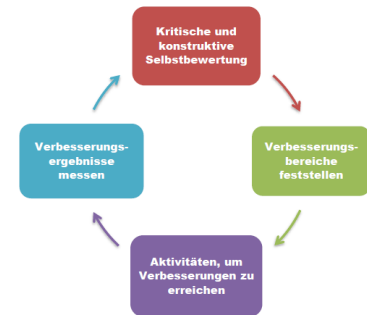 Kritische und
konstruktive
Selbstbewertung
Verbesserungs-
bereiche
feststellen
Aktivitäten, um
Verbesserungen zu
erreichen
Verbesserungs-
ergebnisse
messen